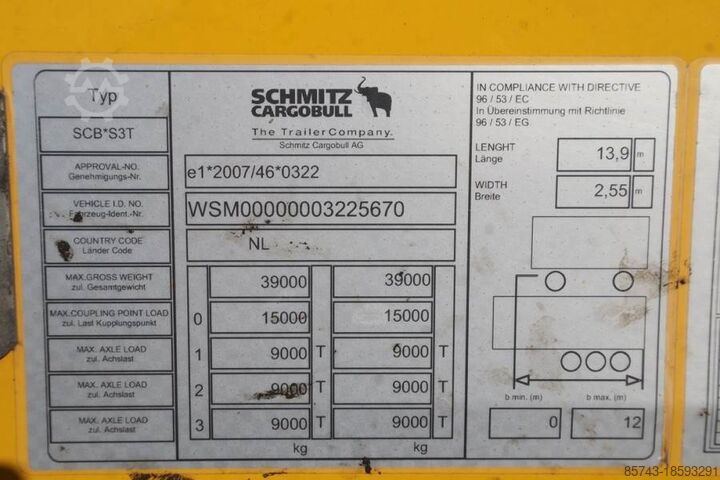 Typ
SCB*S3T
APPROVAL-NO.
Genehmigungs-Nr.
e1*2007/46*0322
VEHICLE I.D. NO.
Fahrzeug-Ident.-Nr.
WSM00000003225670
COUNTRY CODE
Länder Code
NL
SCHMITZ
CARGOBULL
The Trailer Company.
Schmitz Cargobull AG
MAX.GROSS WEIGHT
zul. Gesamtgewicht
39000 39000
MAX.COUPLING POINT LOAD
zul. Last Kupplungspunkt
0 15000 15000
MAX. AXLE LOAD
zul. Achslast
1 9000 T 9000 T
MAX. AXLE LOAD
zul. Achslast
2 9000 T 9000 T
MAX. AXLE LOAD
zul. Achslast
3 9000 T 9000 T
kg kg
IN COMPLIANCE WITH DIRECTIVE
96 / 53 / EC
In Übereinstimmung mit Richtlinie
96 / 53 / EG
LENGHT
Länge
13,9 m
WIDTH
Breite
2,55 m
b min. (m) b max. (m)
0 12
85743-18593291